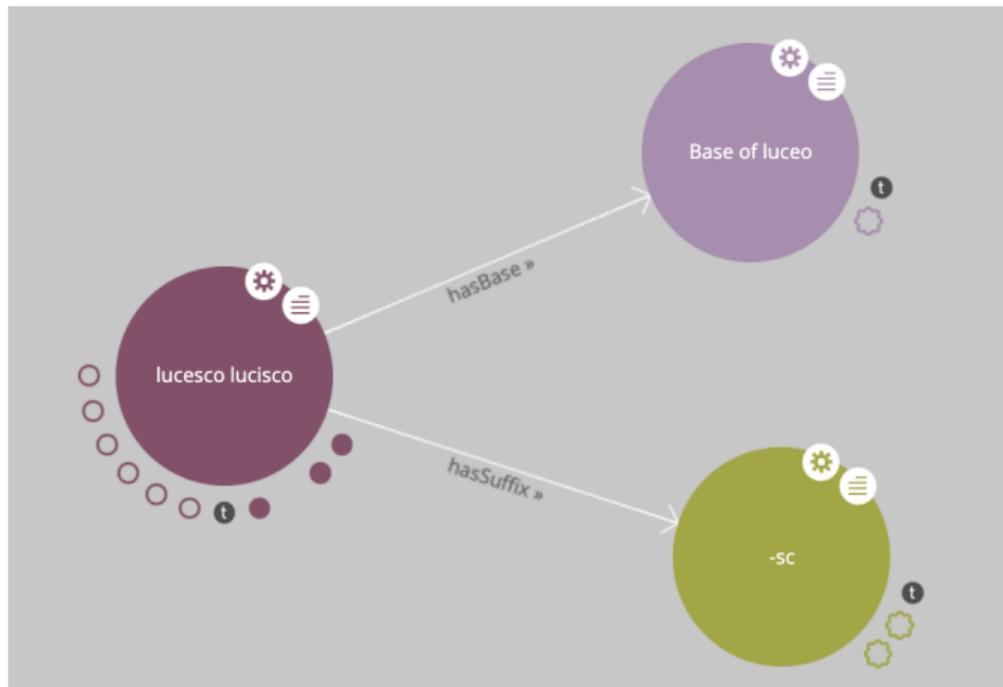 Base of luceo
t
hasBase »
lucesco lucisco
hasSuffix »
t
-sc
t